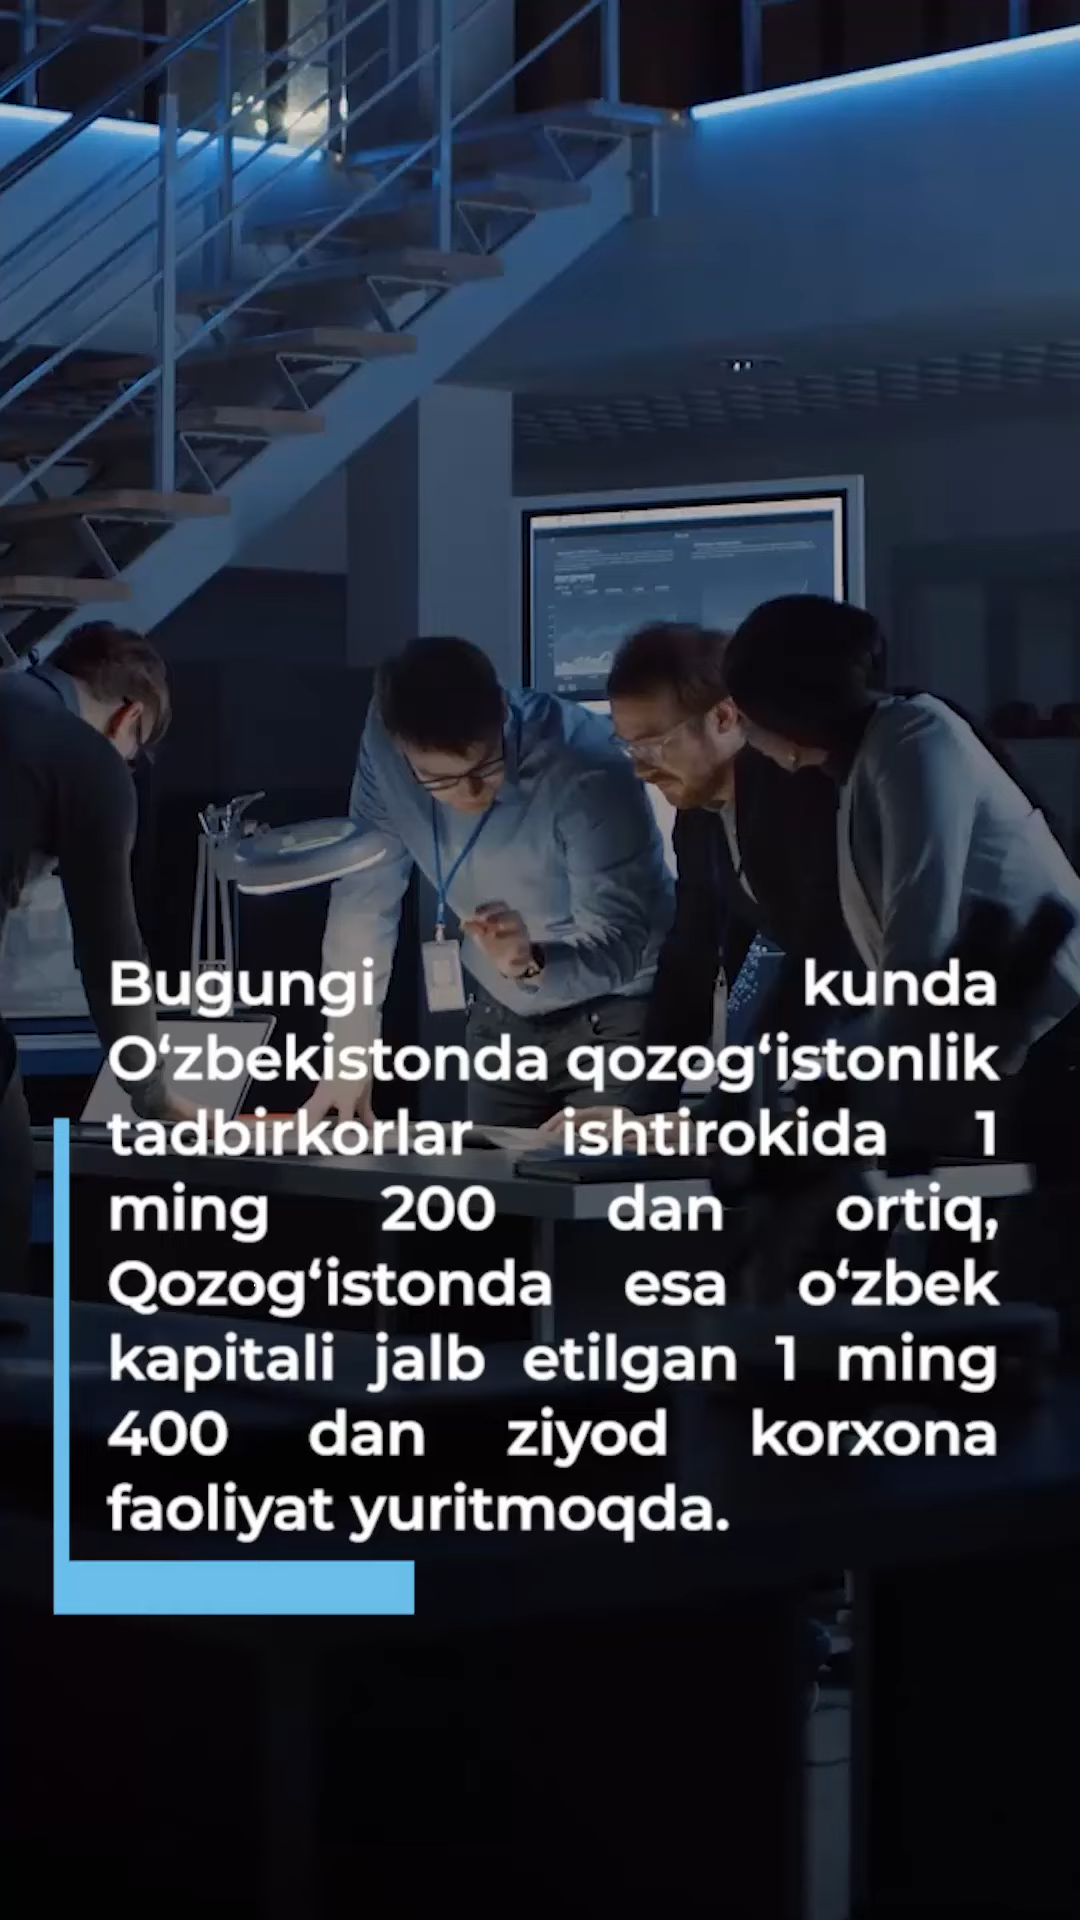 Bugungi kunda
O‘zbekistonda qozog‘istonlik
tadbirkorlar ishtirokida 1
ming 200 dan ortiq,
Qozog‘istonda esa o‘zbek
kapitali jalb etilgan 1 ming
400 dan ziyod korxona
faoliyat yuritmoqda.